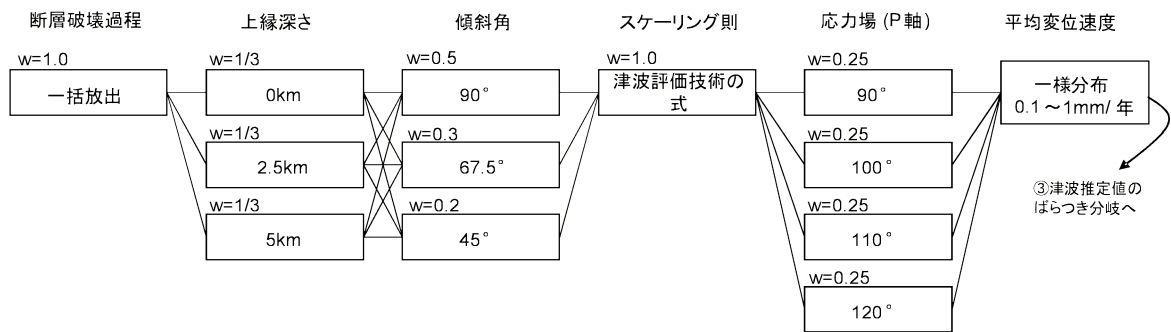 断層破壊過程
w=1.0
一括放出
上縁深さ
w=1/3
0km
w=1/3
2.5km
w=1/3
5km
傾斜角
w=0.5
90°
w=0.3
67.5°
w=0.2
45°
スケーリング則
w=1.0
津波評価技術の
式
応力場 (P軸)
w=0.25
90°
w=0.25
100°
w=0.25
110°
w=0.25
120°
平均変位速度
一様分布
0.1～1mm/年
③津波推定値の
ばらつき分岐へ